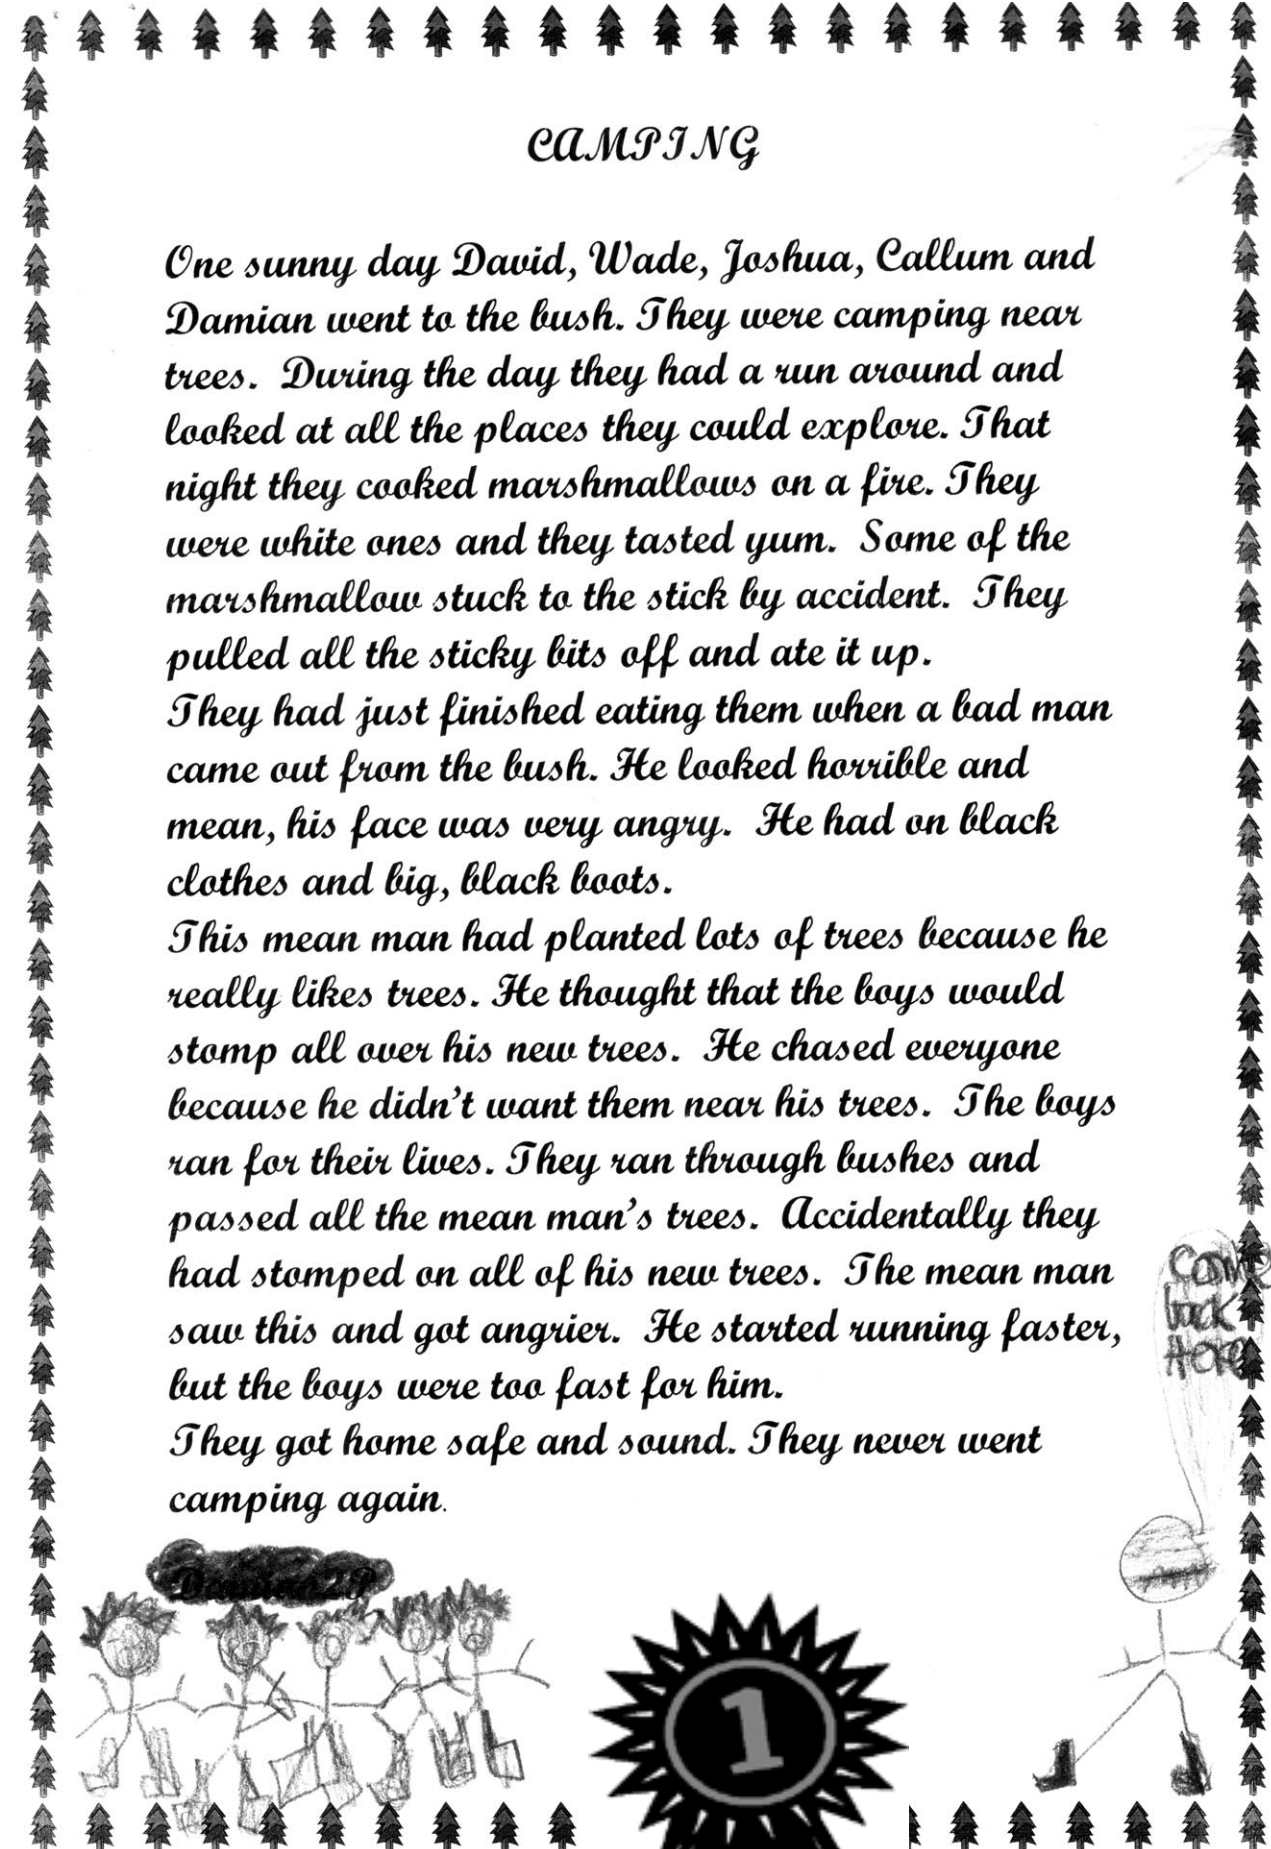 CAMPING
One sunny day David, Wade, Joshua, Callum and
Damian went to the bush. They were camping near
trees. During the day they had a run around and
looked at all the places they could explore. That
night they cooked marshmallows on a fire. They
were white ones and they tasted yum. Some of the
marshmallow stuck to the stick by accident. They
pulled all the sticky bits off and ate it up.
They had just finished eating them when a bad man
came out from the bush. He looked horrible and
mean, his face was very angry. He had on black
clothes and big, black boots.
This mean man had planted lots of trees because he
really likes trees. He thought that the boys would
stomp all over his new trees. He chased everyone
because he didn't want them near his trees. The boys
ran for their lives. They ran through bushes and
passed all the mean man's trees. Accidentally they
had stomped on all of his new trees. The mean man
saw this and got angrier. He started running faster,
but the boys were too fast for him.
They got home safe and sound. They never went
camping again.
Come
back
Here
1